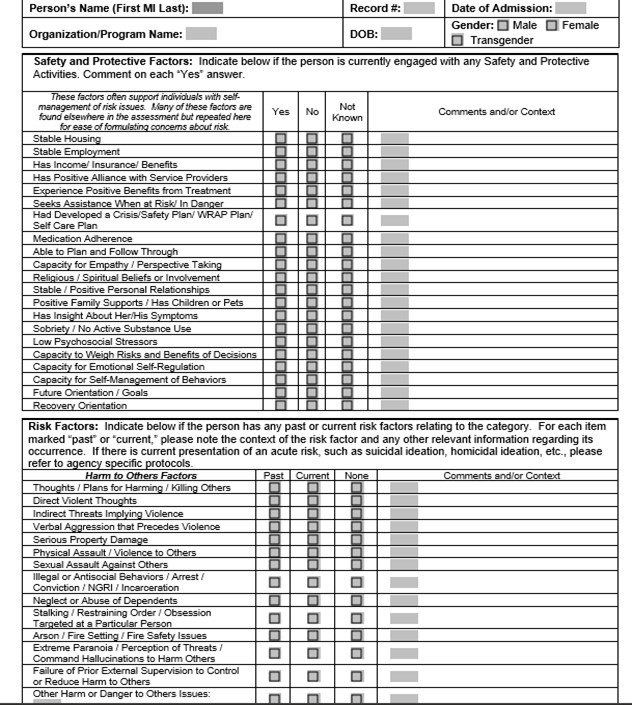 Person's Name (First MI Last):
Record #:
Date of Admission:
Organization/Program Name:
DOB:
Gender: Male Female
Transgender
Safety and Protective Factors: Indicate below if the person is currently engaged with any Safety and Protective
Activities. Comment on each "Yes" answer.
These factors often support individuals with self-
management of risk issues. Many of these factors are
found elsewhere in the assessment but repeated here
for ease of formulating concerns about risk.
Yes
No
Not
Known
Comments and/or Context
Stable Housing
Stable Employment
Has Income/ Insurance/ Benefits
Has Positive Alliance with Service Providers
Experience Positive Benefits from Treatment
Seeks Assistance When at Risk/ In Danger
Had Developed a Crisis/Safety Plan/ WRAP Plan/
Self Care Plan
Medication Adherence
Able to Plan and Follow Through
Capacity for Empathy / Perspective Taking
Religious / Spiritual Beliefs or Involvement
Stable / Positive Personal Relationships
Positive Family Supports / Has Children or Pets
Has Insight About Her/His Symptoms
Sobriety / No Active Substance Use
Low Psychosocial Stressors
Capacity to Weigh Risks and Benefits of Decisions
Capacity for Emotional Self-Regulation
Capacity for Self-Management of Behaviors
Future Orientation / Goals
Recovery Orientation
Risk Factors: Indicate below if the person has any past or current risk factors relating to the category. For each item
marked "past" or "current," please note the context of the risk factor and any other relevant information regarding its
occurrence. If there is current presentation of an acute risk, such as suicidal ideation, homicidal ideation, etc., please
refer to agency specific protocols.
Harm to Others Factors
Past
Current
None
Comments and/or Context
Thoughts / Plans for Harming / Killing Others
Direct Violent Thoughts
Indirect Threats Implying Violence
Verbal Aggression that Precedes Violence
Serious Property Damage
Physical Assault / Violence to Others
Sexual Assault Against Others
Illegal or Antisocial Behaviors / Arrest /
Conviction / NGRI / Incarceration
Neglect or Abuse of Dependents
Stalking / Restraining Order / Obsession
Targeted at a Particular Person
Arson / Fire Setting / Fire Safety Issues
Extreme Paranoia / Perception of Threats /
Command Hallucinations to Harm Others
Failure of Prior External Supervision to Control
or Reduce Harm to Others
Other Harm or Danger to Others Issues: